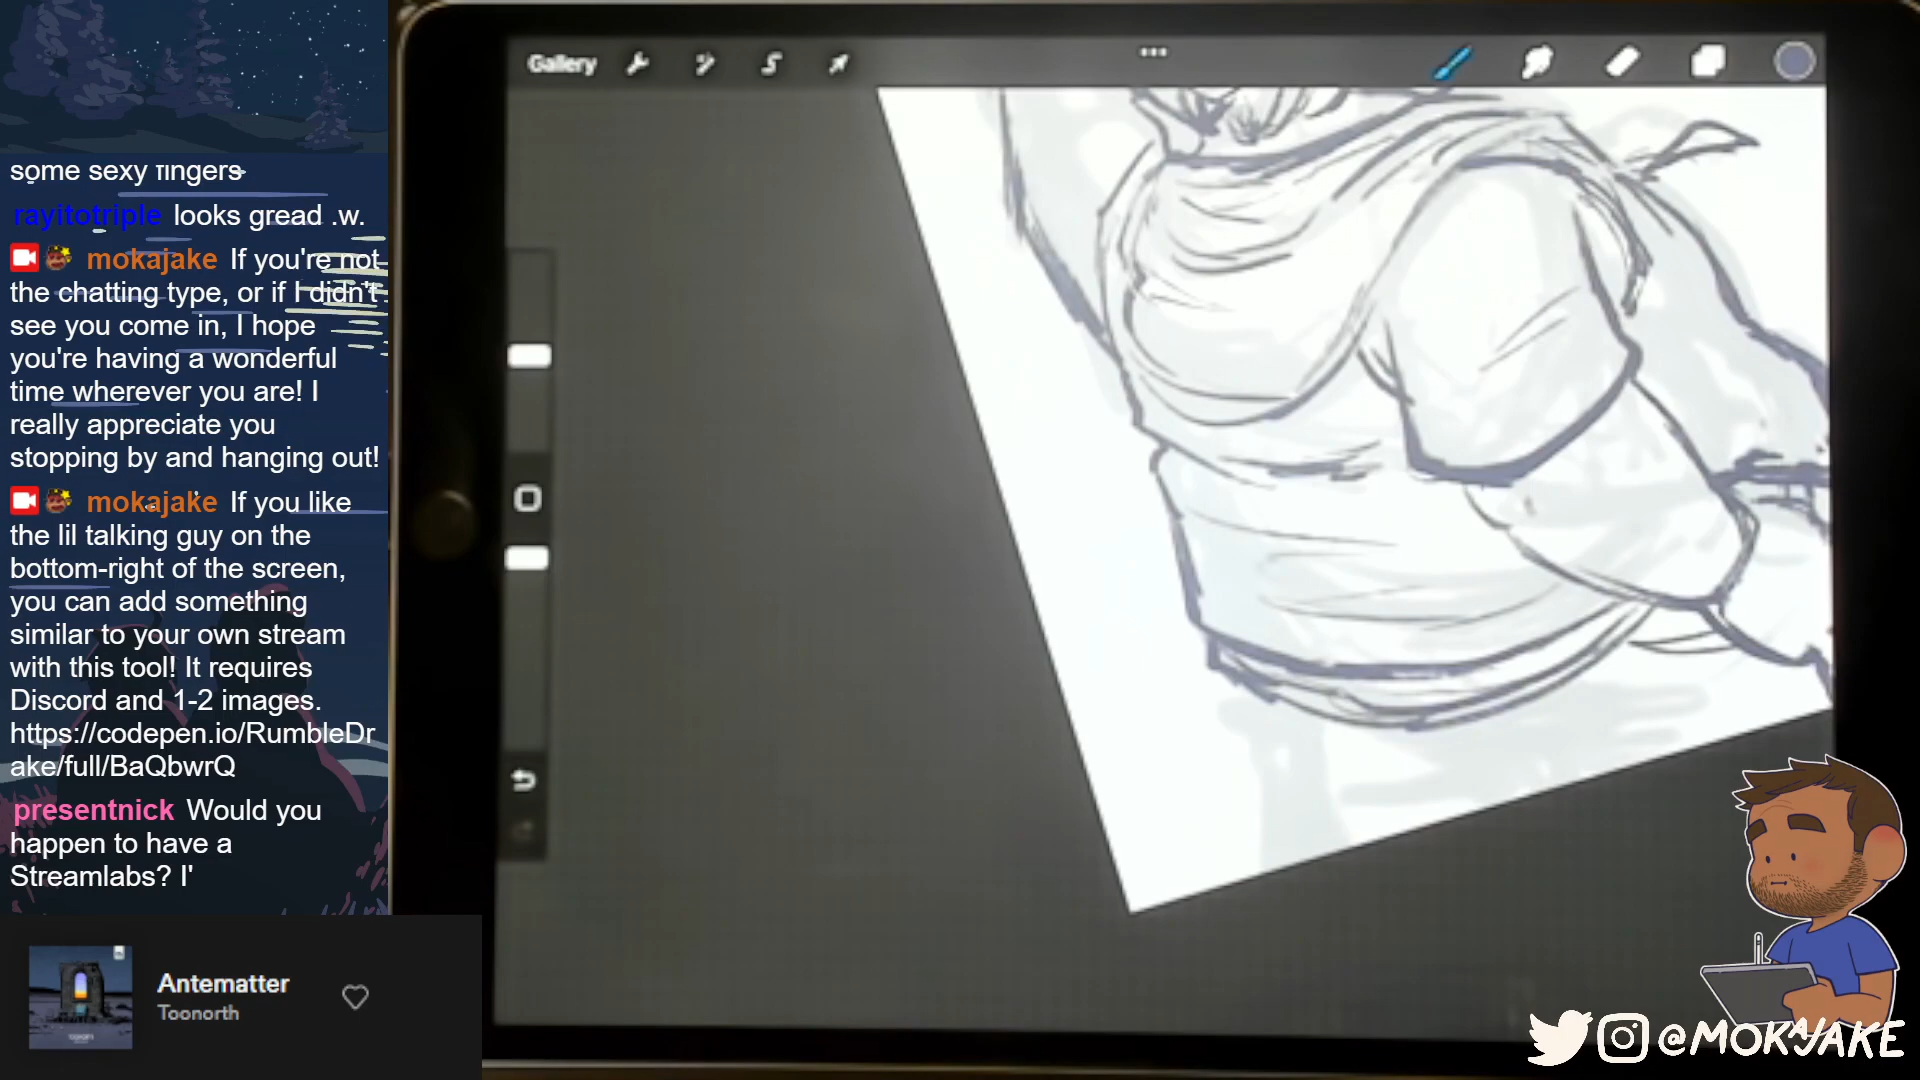 some sexy fingers
rayitotriple looks gread .w.
mokajake If you're not
the chatting type, or if I didn't
see you come in, I hope
you're having a wonderful
time wherever you are! I
really appreciate you
stopping by and hanging out!
mokajake If you like
the lil talking guy on the
bottom-right of the screen,
you can add something
similar to your own stream
with this tool! It requires
Discord and 1-2 images.
https://codepen.io/RumbleDr
ake/full/BaQbwrQ
presentnick Would you
happen to have a
Streamlabs? I'
Antematter
Toonorth
Gallery
@MOKAJAKE